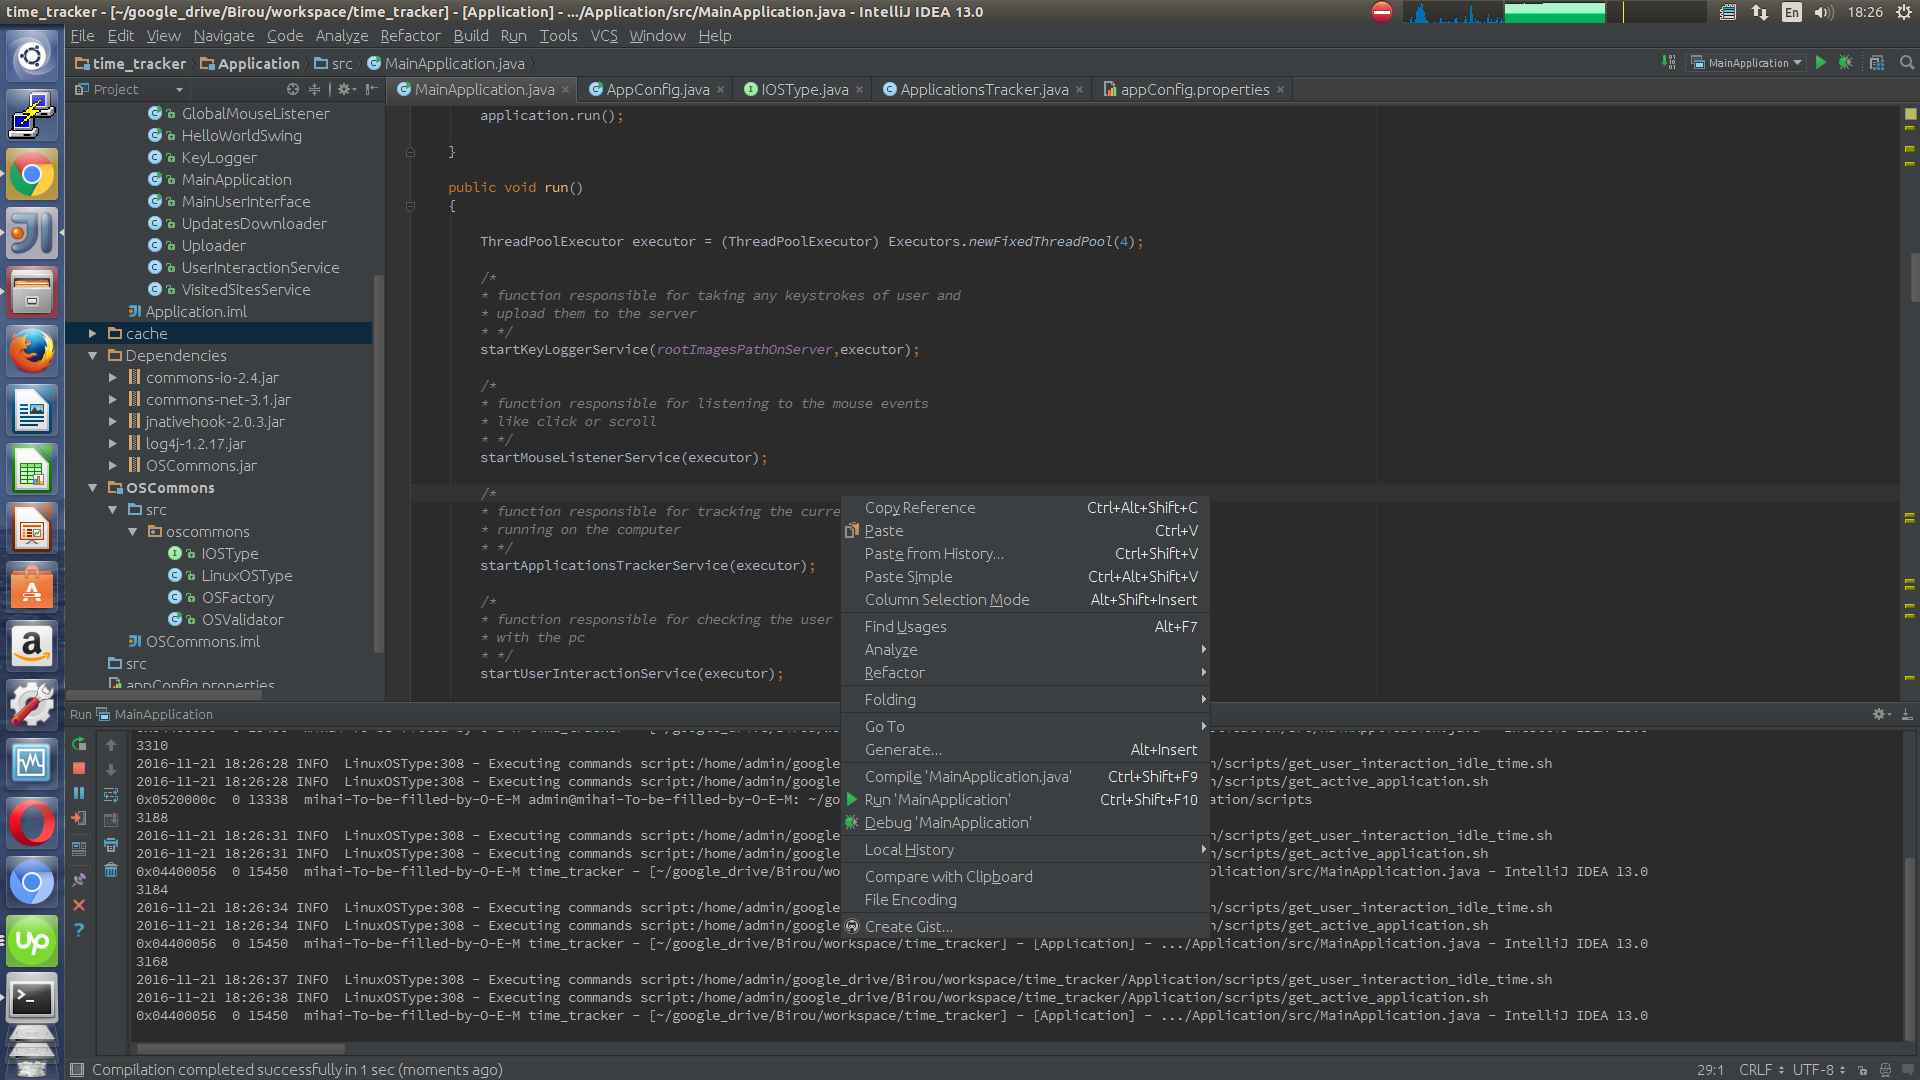 time_tracker - [~/google_drive/Birou/workspace/time_tracker] - [Application] - .../Application/src/MainApplication.java - IntelliJ IDEA 13.0
En
18:26
File Edit View Navigate Code Analyze Refactor Build Run Tools VCS Window Help
time_tracker Application src MainApplication.java
MainApplication
Project
MainApplication.java AppConfig.java IOSType.java ApplicationsTracker.java appConfig.properties
GlobalMouseListener
HelloWorldSwing
KeyLogger
MainApplication
MainUserInterface
UpdatesDownloader
Uploader
UserInteractionService
VisitedSitesService
Application.iml
cache
Dependencies
commons-io-2.4.jar
commons-net-3.1.jar
jnativehook-2.0.3.jar
log4j-1.2.17.jar
OSCommons.jar
OSCommons
src
oscommons
IOSType
LinuxOSType
OSFactory
OSValidator
OSCommons.iml
src
appConfig.properties
application.run();
}
public void run()
{
ThreadPoolExecutor executor = (ThreadPoolExecutor) Executors.newFixedThreadPool(4);
/*
* function responsible for taking any keystrokes of user and
* upload them to the server
* */
startKeyLoggerService(rootImagesPathOnServer,executor);
/*
* function responsible for listening to the mouse events
* like click or scroll
* */
startMouseListenerService(executor);
/*
* function responsible for tracking the curre
* running on the computer
* */
startApplicationsTrackerService(executor);
/*
* function responsible for checking the user
* with the pc
* */
startUserInteractionService(executor);
Copy Reference Ctrl+Alt+Shift+C
Paste Ctrl+V
Paste from History... Ctrl+Shift+V
Paste Simple Ctrl+Alt+Shift+V
Column Selection Mode Alt+Shift+Insert
Find Usages Alt+F7
Analyze
Refactor
Folding
Go To
Generate... Alt+Insert
Compile 'MainApplication.java' Ctrl+Shift+F9
Run 'MainApplication' Ctrl+Shift+F10
Debug 'MainApplication'
Local History
Compare with Clipboard
File Encoding
Create Gist...
Run MainApplication
3310
2016-11-21 18:26:28 INFO LinuxOSType:308 - Executing commands script:/home/admin/google n/scripts/get_user_interaction_idle_time.sh
2016-11-21 18:26:28 INFO LinuxOSType:308 - Executing commands script:/home/admin/google n/scripts/get_active_application.sh
0x0520000c 0 13338 mihai-To-be-filled-by-O-E-M admin@mihai-To-be-filled-by-O-E-M: ~/go cation/scripts
3188
2016-11-21 18:26:31 INFO LinuxOSType:308 - Executing commands script:/home/admin/google n/scripts/get_user_interaction_idle_time.sh
2016-11-21 18:26:31 INFO LinuxOSType:308 - Executing commands script:/home/admin/google n/scripts/get_active_application.sh
0x04400056 0 15450 mihai-To-be-filled-by-O-E-M time_tracker - [~/google_drive/Birou/wo pplication/src/MainApplication.java - IntelliJ IDEA 13.0
3184
2016-11-21 18:26:34 INFO LinuxOSType:308 - Executing commands script:/home/admin/google n/scripts/get_user_interaction_idle_time.sh
2016-11-21 18:26:34 INFO LinuxOSType:308 - Executing commands script:/home/admin/google n/scripts/get_active_application.sh
0x04400056 0 15450 mihai-To-be-filled-by-O-E-M time_tracker - [~/google_drive/Birou/workspace/time_tracker] - [Application] - .../Application/src/MainApplication.java - IntelliJ IDEA 13.0
3168
2016-11-21 18:26:37 INFO LinuxOSType:308 - Executing commands script:/home/admin/google_drive/Birou/workspace/time_tracker/Application/scripts/get_user_interaction_idle_time.sh
2016-11-21 18:26:38 INFO LinuxOSType:308 - Executing commands script:/home/admin/google_drive/Birou/workspace/time_tracker/Application/scripts/get_active_application.sh
0x04400056 0 15450 mihai-To-be-filled-by-O-E-M time_tracker - [~/google_drive/Birou/workspace/time_tracker] - [Application] - .../Application/src/MainApplication.java - IntelliJ IDEA 13.0
Compilation completed successfully in 1 sec (moments ago)
29:1 CRLF UTF-8